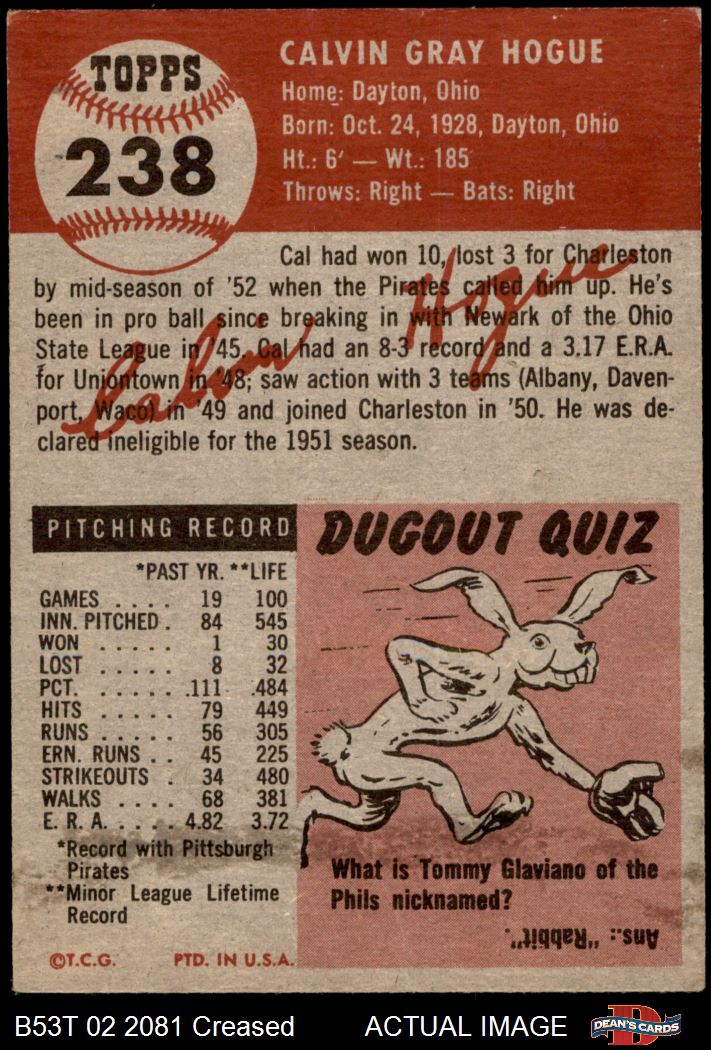 TOPPS
238
CALVIN GRAY HOGUE
Home: Dayton, Ohio
Born: Oct. 24, 1928, Dayton, Ohio
Ht.: 6' — Wt.: 185
Throws: Right — Bats: Right
Cal had won 10, lost 3 for Charleston
by mid-season of '52 when the Pirates called him up. He's
been in pro ball since breaking in with Newark of the Ohio
State League in '45. Cal had an 8-3 record and a 3.17 E.R.A.
for Uniontown in '48; saw action with 3 teams (Albany, Daven-
port, Waco) in '49 and joined Charleston in '50. He was de-
clared ineligible for the 1951 season.
Calvin Hogue
PITCHING RECORD
*PAST YR. **LIFE
GAMES . . . . 19 100
INN. PITCHED . 84 545
WON . . . . . 1 30
LOST . . . . . 8 32
PCT. . . . . . .111 .484
HITS . . . . . 79 449
RUNS . . . . . 56 305
ERN. RUNS . . 45 225
STRIKEOUTS . 34 480
WALKS . . . . 68 381
E. R. A. . . . . 4.82 3.72
*Record with Pittsburgh
Pirates
**Minor League Lifetime
Record
©T.C.G. PTD. IN U.S.A.
DUGOUT QUIZ
What is Tommy Glaviano of the
Phils nicknamed?
Ans.: "Rabbit".
B53T 02 2081 Creased ACTUAL IMAGE
DEAN'S CARDS